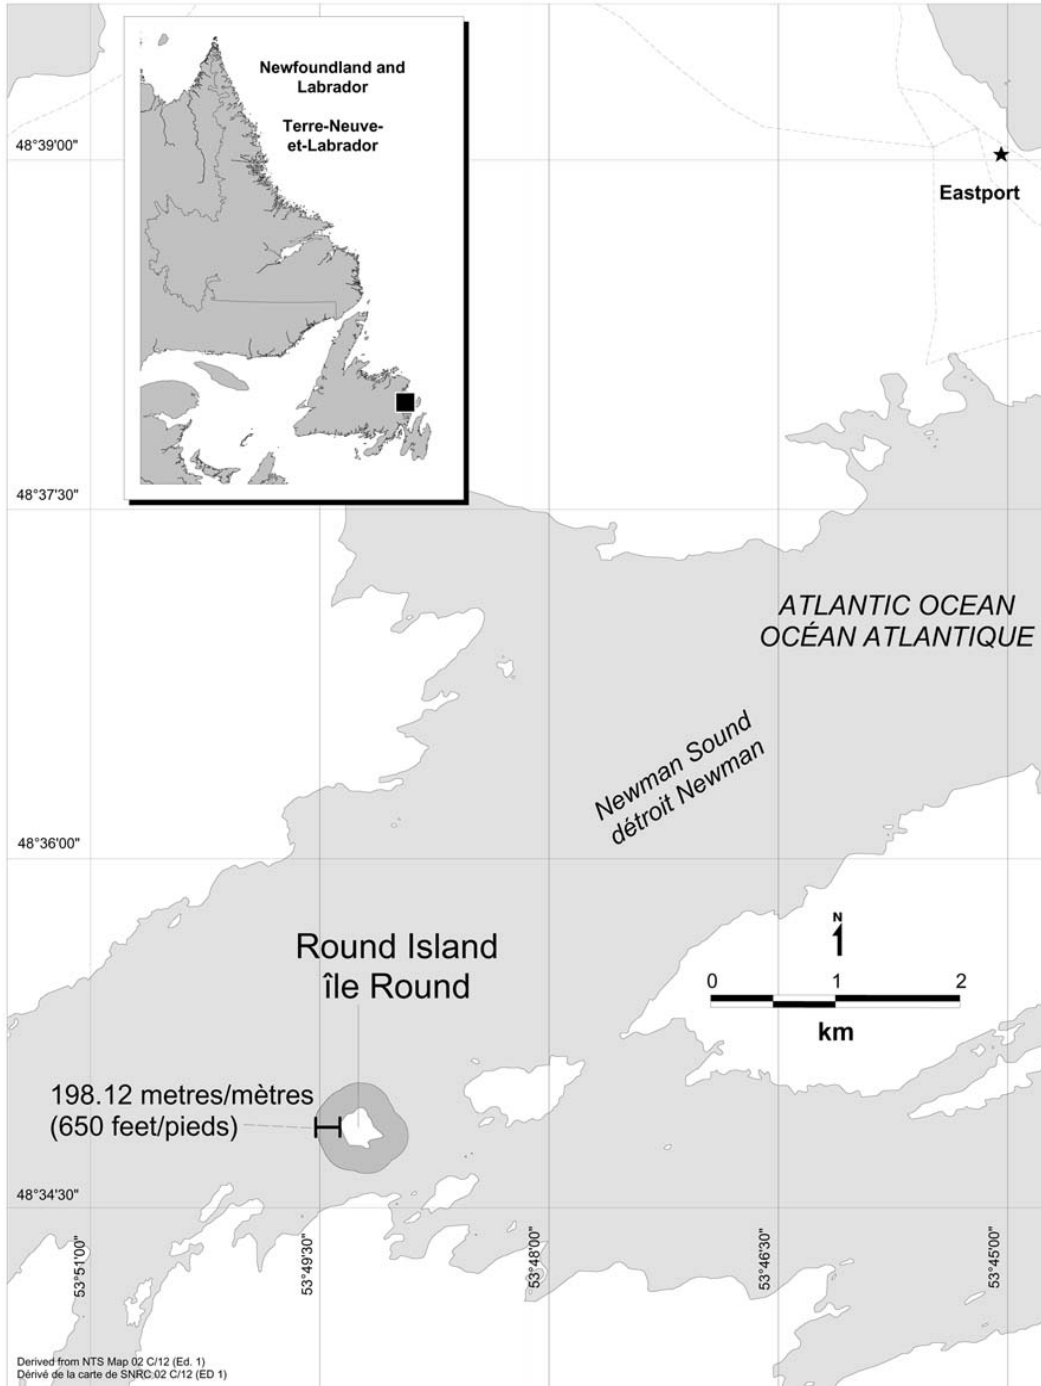 Newfoundland and
Labrador
Terre-Neuve-
et-Labrador
48°39'00"
Eastport
48°37'30"
ATLANTIC OCEAN
OCÉAN ATLANTIQUE
Newman Sound
détroit Newman
48°36'00"
Round Island
île Round
N
0 1 2
km
198.12 metres/mètres
(650 feet/pieds)
48°34'30"
53°51'00"
53°49'30"
53°48'00"
53°46'30"
53°45'00"
Derived from NTS Map 02 C/12 (Ed. 1)
Dérivé de la carte de SNRC 02 C/12 (ED 1)